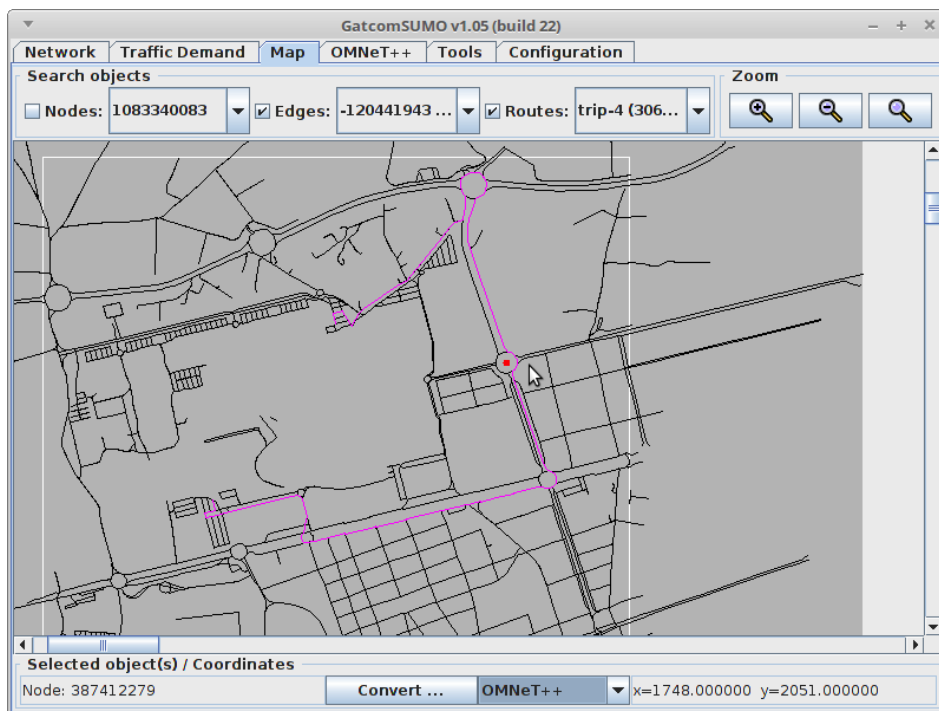 GatcomSUMO v1.05 (build 22)
Network Traffic Demand Map OMNeT++ Tools Configuration
Search objects Zoom
Nodes: 1083340083 Edges: -120441943 ... Routes: trip-4 (306...
Selected object(s) / Coordinates
Node: 387412279 Convert ... OMNeT++ x=1748.000000 y=2051.000000